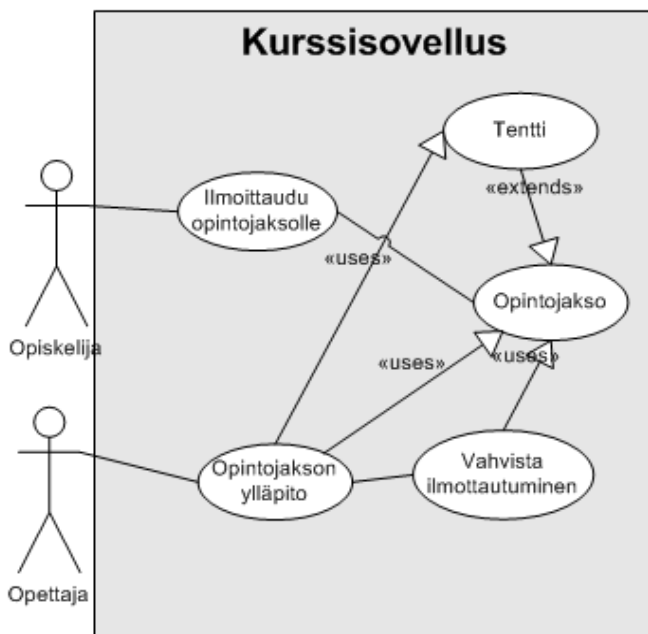 Kurssisovellus
Tentti
«extends»
Ilmoittaudu
opintojaksolle
«uses»
Opintojakso
Opiskelija
«uses»
«uses»
Opintojakson
ylläpito
Vahvista
ilmottautuminen
Opettaja